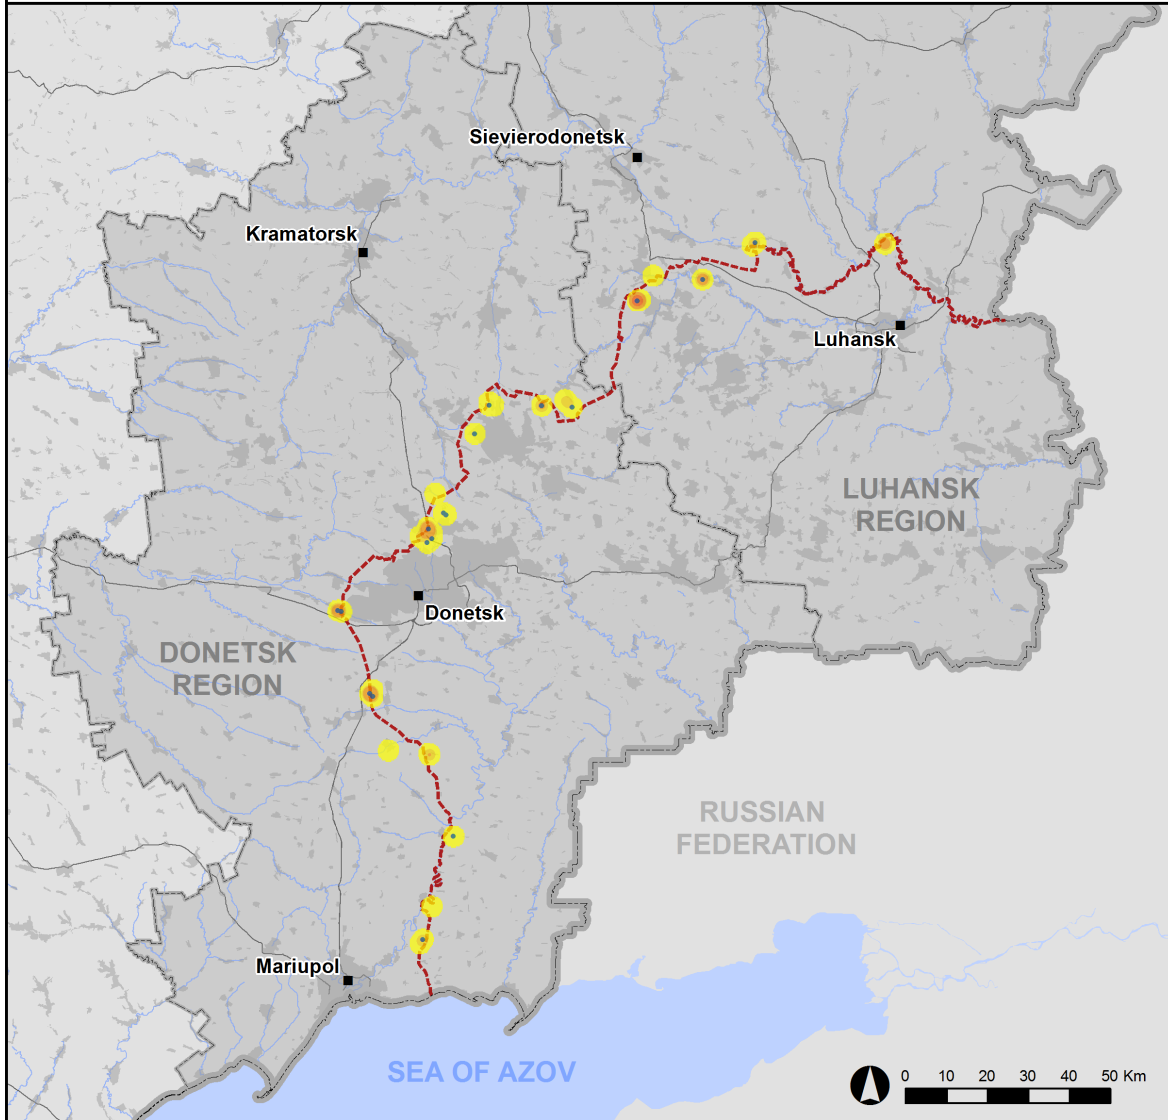 Sievierodonetsk
Kramatorsk
Luhansk
LUHANSK
REGION
Donetsk
DONETSK
REGION
RUSSIAN
FEDERATION
Mariupol
SEA OF AZOV
0 10 20 30 40 50 Km